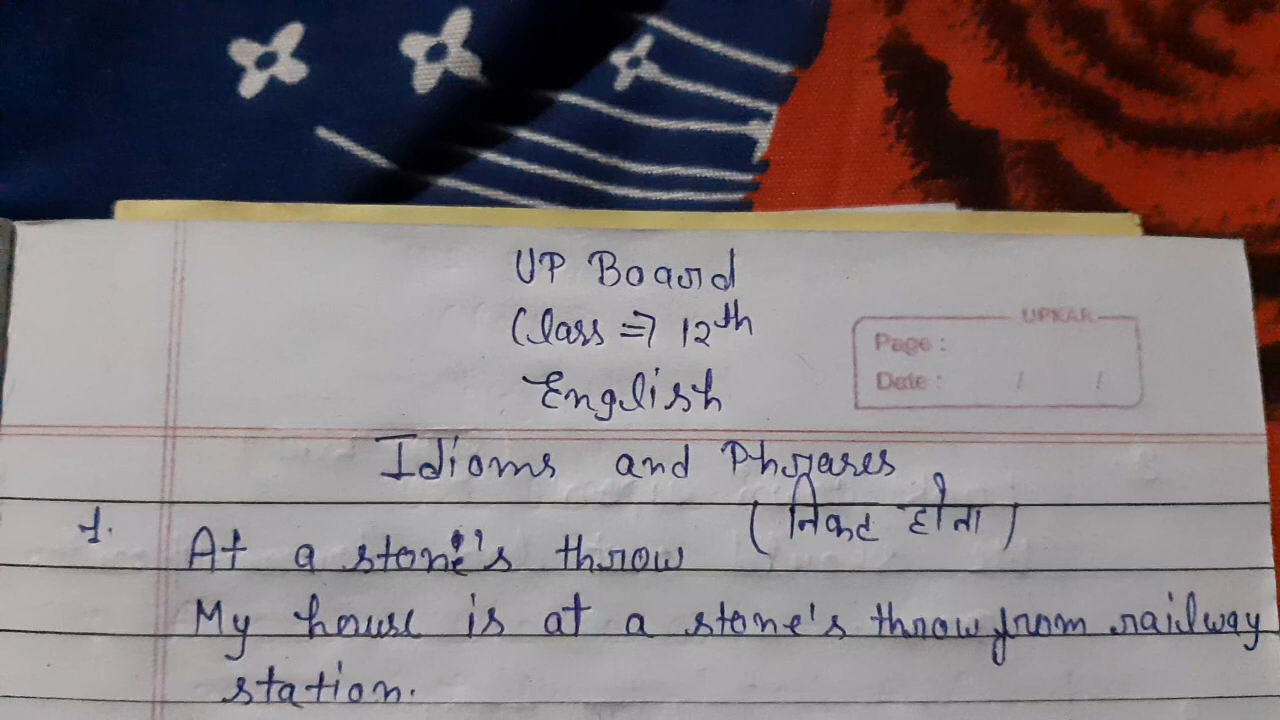 UP Board
Class => 12th
English
UPKAR
Page :
Date : / /
Idioms and Phrases
1. At a stone's throw (निकट होना)
My house is at a stone's throw from railway
station.